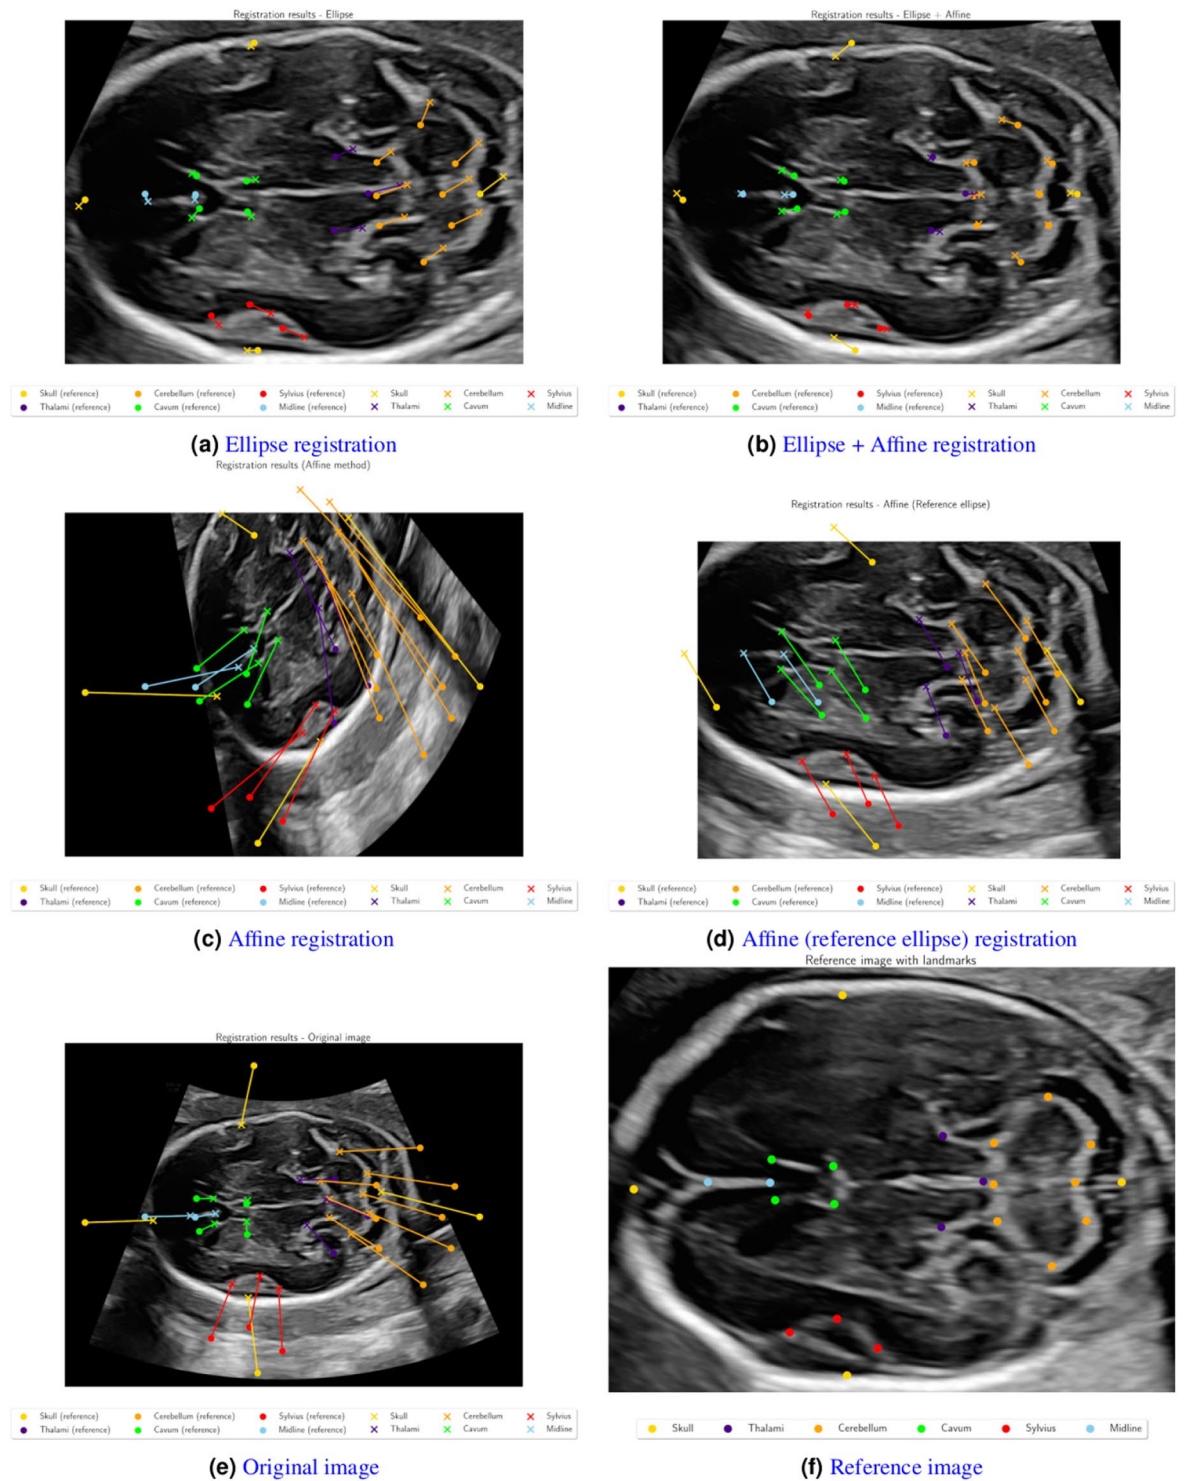 Registration results - Ellipse
Registration results - Ellipse + Affine
Skull (reference) Cerebellum (reference) Sylvius (reference) Skull Cerebellum Sylvius
Thalami (reference) Cavum (reference) Midline (reference) Thalami Cavum Midline
Skull (reference) Cerebellum (reference) Sylvius (reference) Skull Cerebellum Sylvius
Thalami (reference) Cavum (reference) Midline (reference) Thalami Cavum Midline
(a) Ellipse registration
(b) Ellipse + Affine registration
Registration results (Affine method)
Registration results - Affine (Reference ellipse)
Skull (reference) Cerebellum (reference) Sylvius (reference) Skull Cerebellum Sylvius
Thalami (reference) Cavum (reference) Midline (reference) Thalami Cavum Midline
Skull (reference) Cerebellum (reference) Sylvius (reference) Skull Cerebellum Sylvius
Thalami (reference) Cavum (reference) Midline (reference) Thalami Cavum Midline
(c) Affine registration
(d) Affine (reference ellipse) registration
Registration results - Original image
Reference image with landmarks
Skull (reference) Cerebellum (reference) Sylvius (reference) Skull Cerebellum Sylvius
Thalami (reference) Cavum (reference) Midline (reference) Thalami Cavum Midline
Skull Thalami Cerebellum Cavum Sylvius Midline
(e) Original image
(f) Reference image